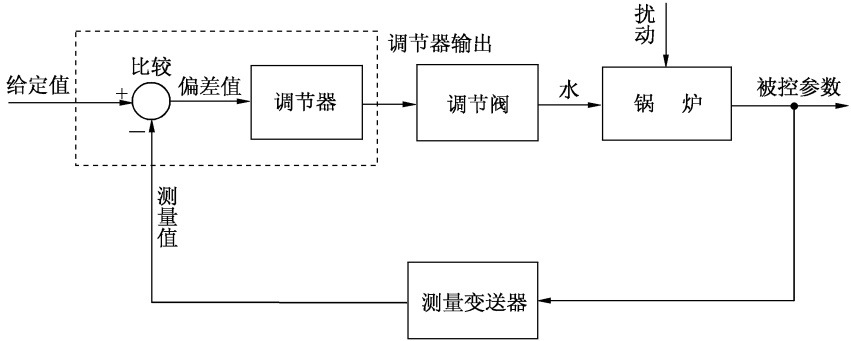 扰动
调节器输出
比较
给定值
偏差值
水
被控参数
+
调节器
调节阀
锅 炉
−
测量值
测量变送器